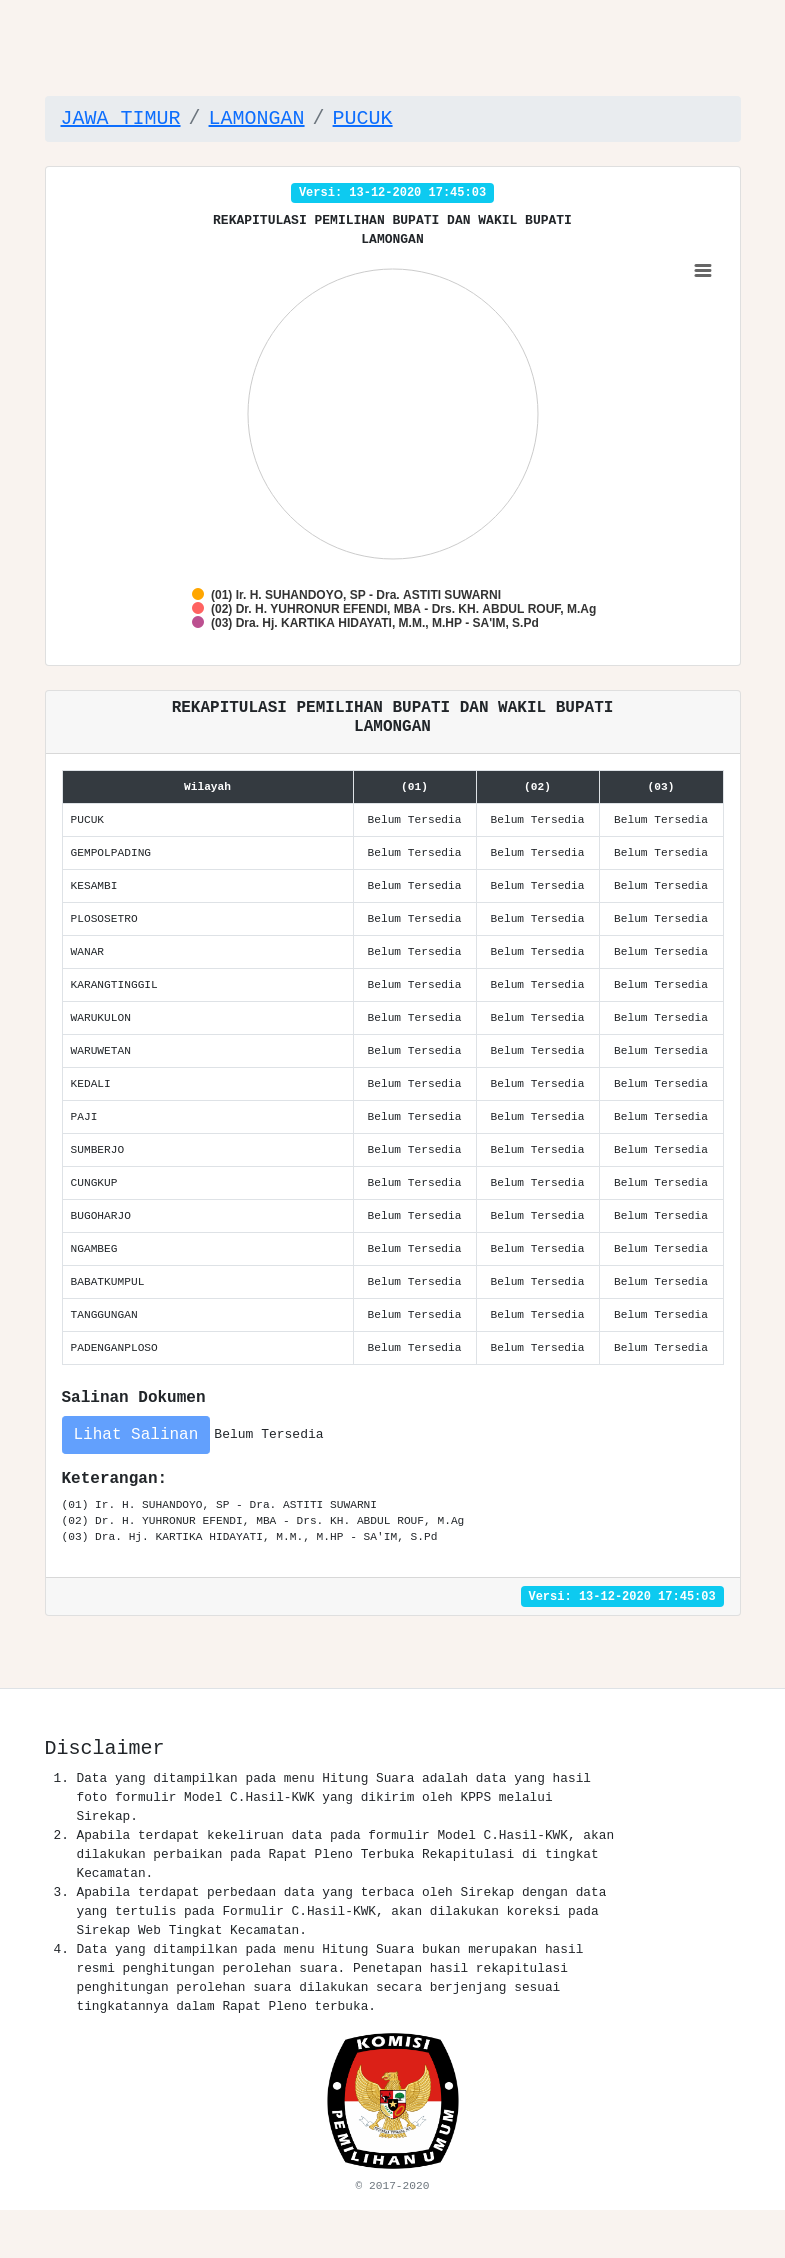 JAWA TIMUR / LAMONGAN / PUCUK
Versi: 13-12-2020 17:45:03
REKAPITULASI PEMILIHAN BUPATI DAN WAKIL BUPATI
LAMONGAN
(01) Ir. H. SUHANDOYO, SP - Dra. ASTITI SUWARNI
(02) Dr. H. YUHRONUR EFENDI, MBA - Drs. KH. ABDUL ROUF, M.Ag
(03) Dra. Hj. KARTIKA HIDAYATI, M.M., M.HP - SA'IM, S.Pd
REKAPITULASI PEMILIHAN BUPATI DAN WAKIL BUPATI
LAMONGAN
Wilayah (01) (02) (03)
PUCUK Belum Tersedia Belum Tersedia Belum Tersedia
GEMPOLPADING Belum Tersedia Belum Tersedia Belum Tersedia
KESAMBI Belum Tersedia Belum Tersedia Belum Tersedia
PLOSOSETRO Belum Tersedia Belum Tersedia Belum Tersedia
WANAR Belum Tersedia Belum Tersedia Belum Tersedia
KARANGTINGGIL Belum Tersedia Belum Tersedia Belum Tersedia
WARUKULON Belum Tersedia Belum Tersedia Belum Tersedia
WARUWETAN Belum Tersedia Belum Tersedia Belum Tersedia
KEDALI Belum Tersedia Belum Tersedia Belum Tersedia
PAJI Belum Tersedia Belum Tersedia Belum Tersedia
SUMBERJO Belum Tersedia Belum Tersedia Belum Tersedia
CUNGKUP Belum Tersedia Belum Tersedia Belum Tersedia
BUGOHARJO Belum Tersedia Belum Tersedia Belum Tersedia
NGAMBEG Belum Tersedia Belum Tersedia Belum Tersedia
BABATKUMPUL Belum Tersedia Belum Tersedia Belum Tersedia
TANGGUNGAN Belum Tersedia Belum Tersedia Belum Tersedia
PADENGANPLOSO Belum Tersedia Belum Tersedia Belum Tersedia
Salinan Dokumen
Lihat Salinan Belum Tersedia
Keterangan:
(01) Ir. H. SUHANDOYO, SP - Dra. ASTITI SUWARNI
(02) Dr. H. YUHRONUR EFENDI, MBA - Drs. KH. ABDUL ROUF, M.Ag
(03) Dra. Hj. KARTIKA HIDAYATI, M.M., M.HP - SA'IM, S.Pd
Versi: 13-12-2020 17:45:03
Disclaimer
1. Data yang ditampilkan pada menu Hitung Suara adalah data yang hasil
foto formulir Model C.Hasil-KWK yang dikirim oleh KPPS melalui
Sirekap.
2. Apabila terdapat kekeliruan data pada formulir Model C.Hasil-KWK, akan
dilakukan perbaikan pada Rapat Pleno Terbuka Rekapitulasi di tingkat
Kecamatan.
3. Apabila terdapat perbedaan data yang terbaca oleh Sirekap dengan data
yang tertulis pada Formulir C.Hasil-KWK, akan dilakukan koreksi pada
Sirekap Web Tingkat Kecamatan.
4. Data yang ditampilkan pada menu Hitung Suara bukan merupakan hasil
resmi penghitungan perolehan suara. Penetapan hasil rekapitulasi
penghitungan perolehan suara dilakukan secara berjenjang sesuai
tingkatannya dalam Rapat Pleno terbuka.
KOMISI
PEMILIHAN UMUM
© 2017-2020